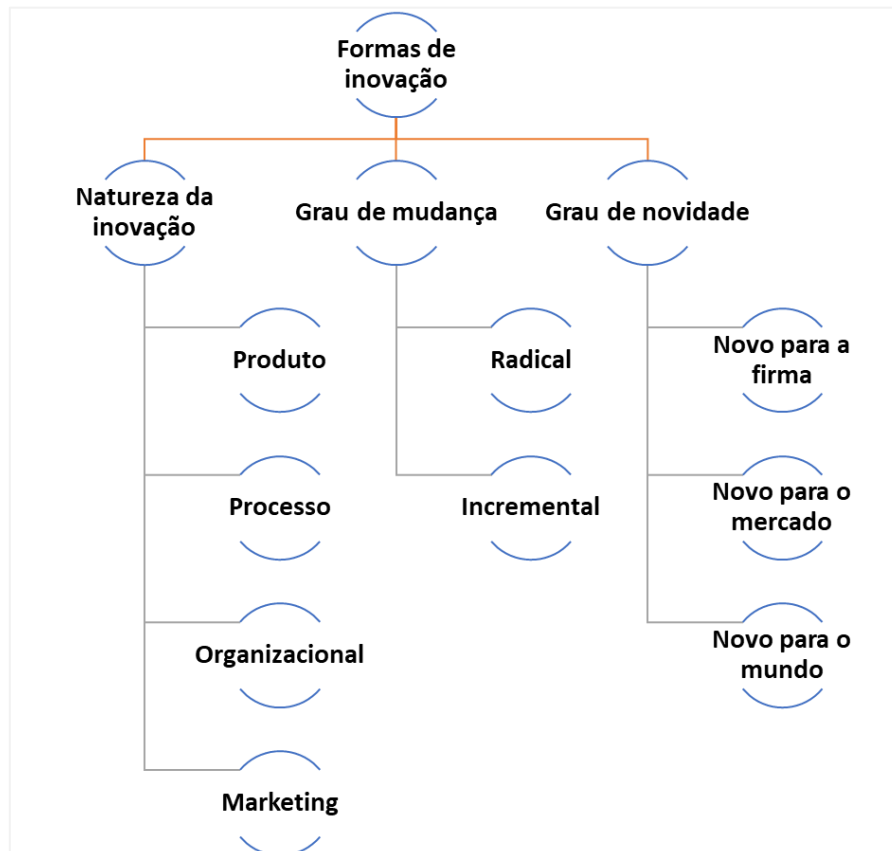 Formas de
inovação
Natureza da
inovação
Grau de mudança
Grau de novidade
Produto
Processo
Organizacional
Marketing
Radical
Incremental
Novo para a
firma
Novo para o
mercado
Novo para o
mundo